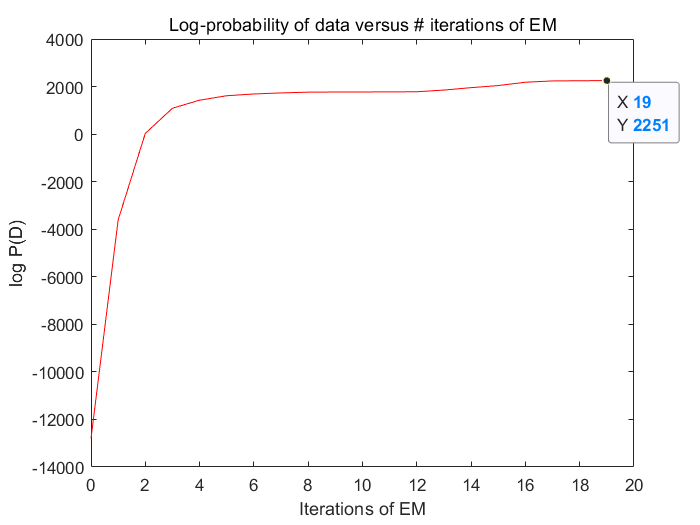 Log-probability of data versus # iterations of EM
4000
2000
0
-2000
-4000
-6000
-8000
-10000
-12000
-14000
log P(D)
X 19
Y 2251
0 2 4 6 8 10 12 14 16 18 20
Iterations of EM